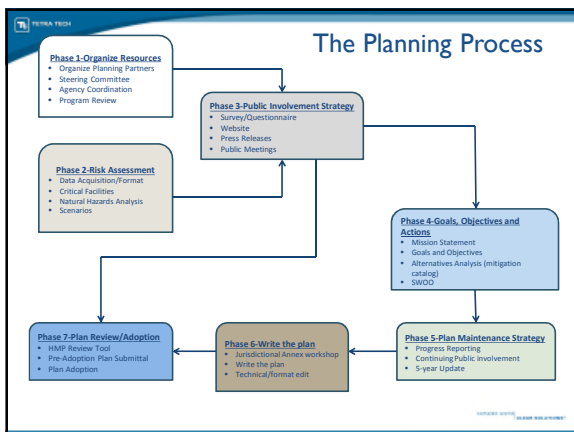 TETRA TECH
The Planning Process
Phase 1-Organize Resources
• Organize Planning Partners
• Steering Committee
• Agency Coordination
• Program Review
Phase 3-Public Involvement Strategy
• Survey/Questionnaire
• Website
• Press Releases
• Public Meetings
Phase 2-Risk Assessment
• Data Acquisition/Format
• Critical Facilities
• Natural Hazards Analysis
• Scenarios
Phase 4-Goals, Objectives and
Actions
• Mission Statement
• Goals and Objectives
• Alternatives Analysis (mitigation
catalog)
• SWOO
Phase 7-Plan Review/Adoption
• HMP Review Tool
• Pre-Adoption Plan Submittal
• Plan Adoption
Phase 6-Write the plan
• Jurisdictional Annex workshop
• Write the plan
• Technical/format edit
Phase 5-Plan Maintenance Strategy
• Progress Reporting
• Continuing Public involvement
• 5-year Update
CLEAR SOLUTIONS